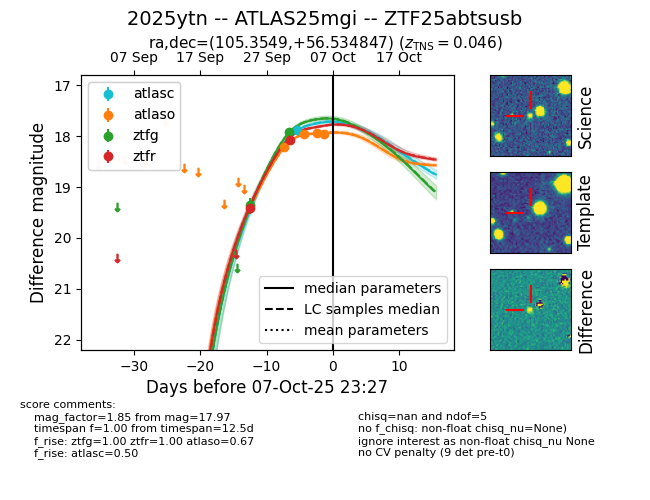 2025ytn -- ATLAS25mgi -- ZTF25abtsusb
ra,dec=(105.3549,+56.534847) (zTNS = 0.046)
07 Sep 17 Sep 27 Sep 07 Oct 17 Oct
17
18
19
20
21
22
Difference magnitude
atlasc
atlaso
ztfg
ztfr
median parameters
LC samples median
mean parameters
−30 −20 −10 0 10
Days before 07-Oct-25 23:27
Science
Template
Difference
score comments:
mag_factor=1.85 from mag=17.97
timespan f=1.00 from timespan=12.5d
f_rise: ztfg=1.00 ztfr=1.00 atlaso=0.67
f_rise: atlasc=0.50
chisq=nan and ndof=5
no f_chisq: non-float chisq_nu=None)
ignore interest as non-float chisq_nu None
no CV penalty (9 det pre-t0)